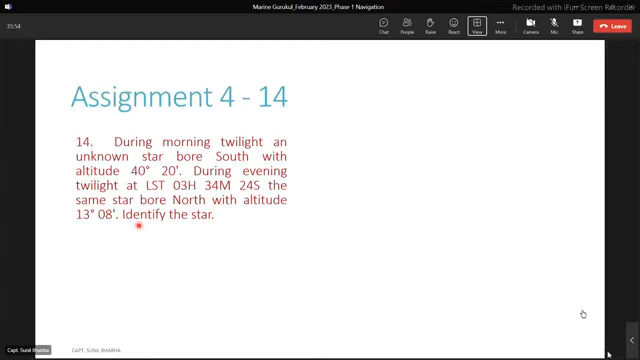 Marine Gurukul_February 2023_Phase 1 Navigation
Recorded with iFun Screen Recorder
35:54
Chat
People
Raise
React
View
More
Camera
Mic
Share
Leave
Assignment 4 - 14
14. During morning twilight an
unknown star bore South with
altitude 40° 20'. During evening
twilight at LST 03H 34M 24S the
same star bore North with altitude
13° 08'. Identify the star.
Capt. Sunil Bhabha
CAPT. SUNIL BHABHA